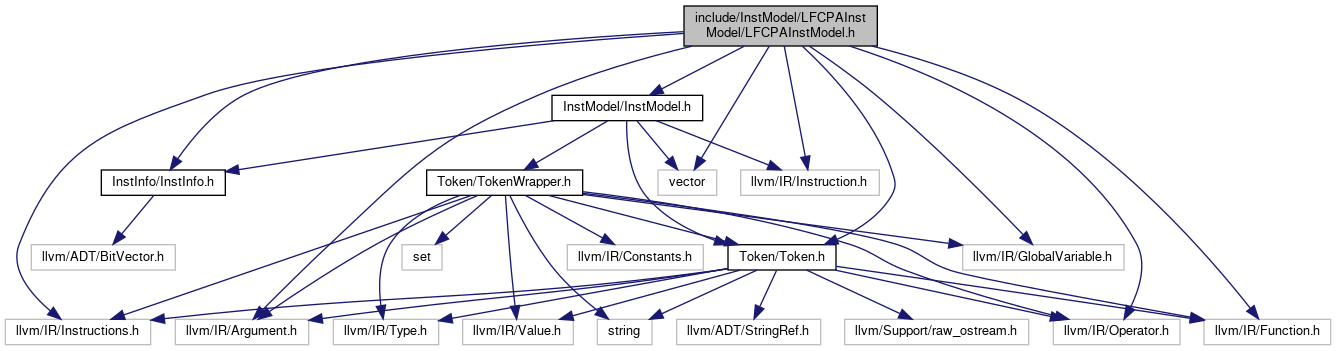 include/InstModel/LFCPAInst
Model/LFCPAInstModel.h
InstModel/InstModel.h
InstInfo/InstInfo.h
Token/TokenWrapper.h
vector
llvm/IR/Instruction.h
llvm/ADT/BitVector.h
set
llvm/IR/Constants.h
Token/Token.h
llvm/IR/GlobalVariable.h
llvm/IR/Instructions.h
llvm/IR/Argument.h
llvm/IR/Type.h
llvm/IR/Value.h
string
llvm/ADT/StringRef.h
llvm/Support/raw_ostream.h
llvm/IR/Operator.h
llvm/IR/Function.h